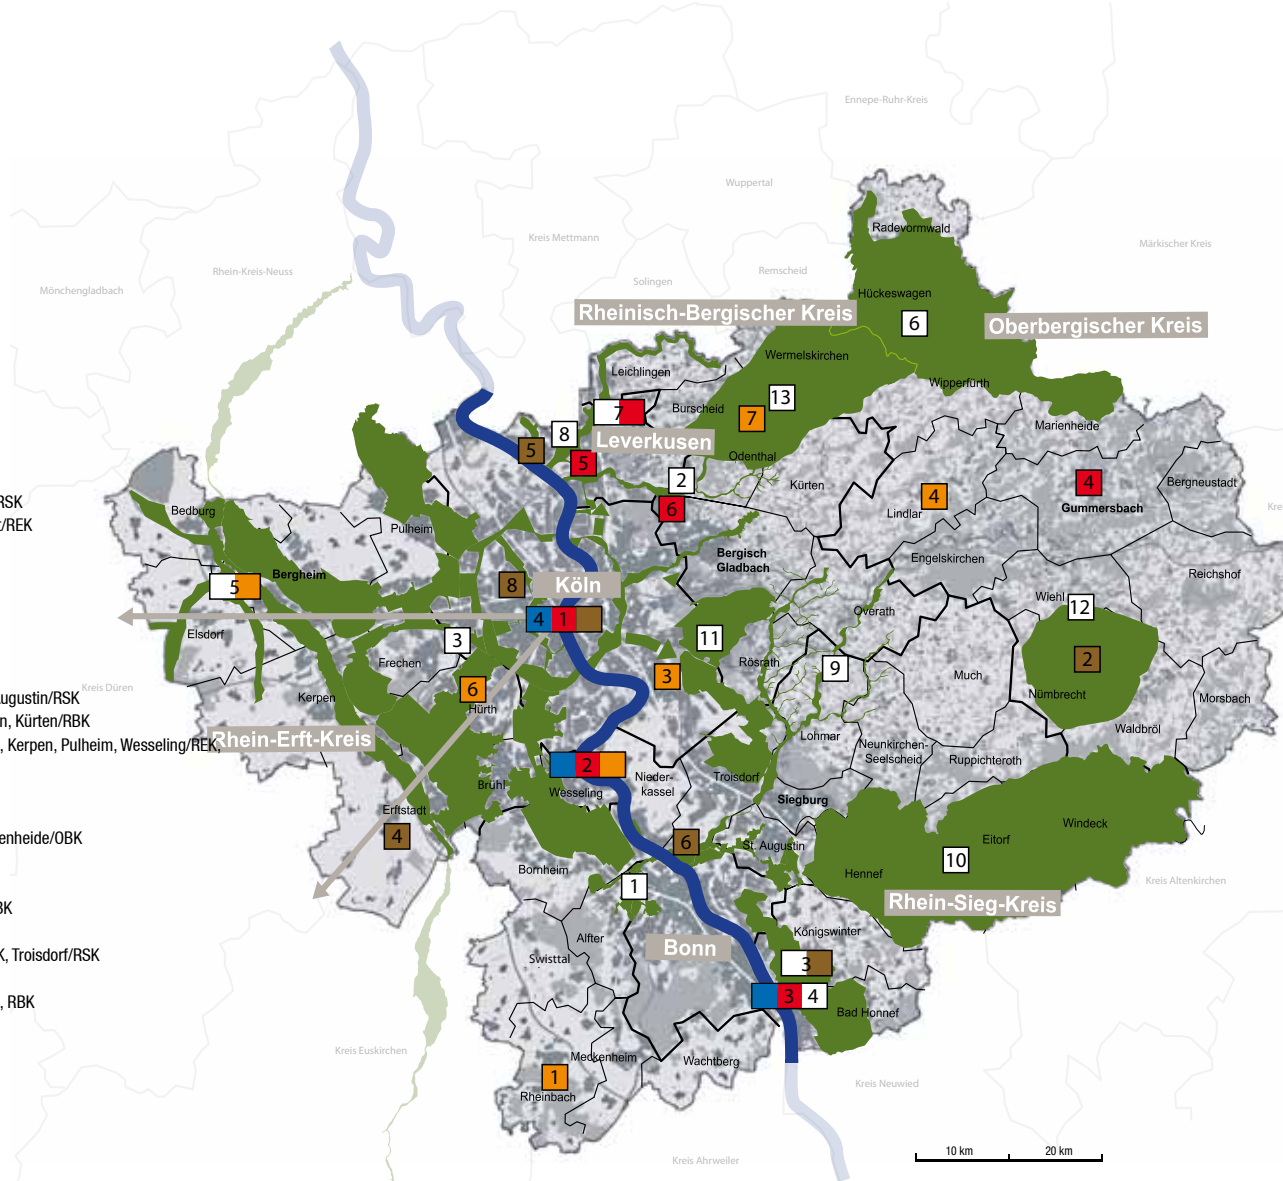 Ennepe-Ruhr-Kreis
Wuppertal
Radevormwald
Kreis Mettmann
Märkischer Kreis
Rhein-Kreis-Neuss
Remscheid
Solingen
Mönchengladbach
Hückeswagen
Rheinisch-Bergischer Kreis
6
Oberbergischer Kreis
Wermelskirchen
Leichlingen
Wipperfürth
13
7
Burscheid
7
Marienheide
8
Leverkusen
5
Odenthal
5
2
Kürten
4
Bergneustadt
4
Lindlar
Gummersbach
/RSK
Kre
6
Bedburg
t/REK
Pulheim
Bergisch
Gladbach
Engelkirchen
Reichshof
Bergheim
8
Köln
5
Wiehl
12
Overath
4 1
Elsdorf
3
11
Frechen
Rösrath
9
2
3
Much
Kreis Düren
6
Nümbrecht
Kerpen
Morsbach
ugustin/RSK
Hürth
n, Kürten/RBK
Waldbröl
Lohmar
Rhein-Erft-Kreis
, Kerpen, Pulheim, Wesseling/REK,
Neunkirchen-
Seelscheid
Ruppichteroth
2
Nieder-
kassel
Troisdorf
Brühl
Wesseling
Siegburg
Erftstadt
Windeck
4
enheide/OBK
6
St. Augustin
Eitorf
10
Bornheim
Hennef
Kreis Altenkirchen
1
Rhein-Sieg-Kreis
BK
Königswinter
Alfter
Bonn
K, Troisdorf/RSK
Swisttal
3
3 4
, RBK
Bad Honnef
Kreis Euskirchen
Meckenheim
Wachtberg
1
Kreis Neuwied
Rheinbach
10 km 20 km
Kreis Ahrweiler